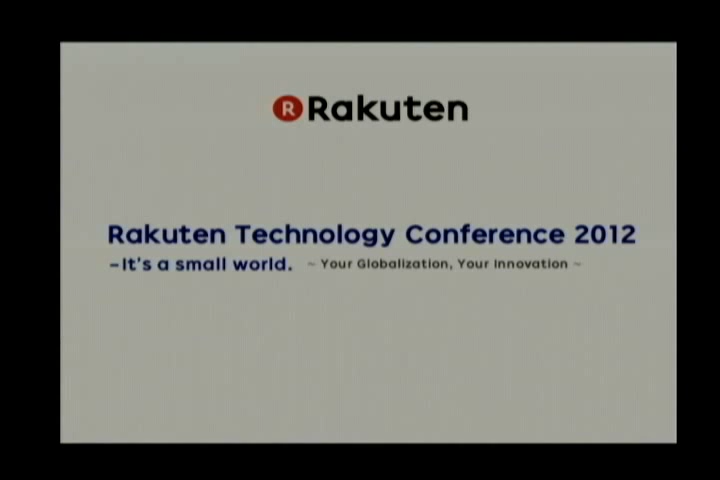 R Rakuten
Rakuten Technology Conference 2012
–It's a small world. ~ Your Globalization, Your Innovation ~